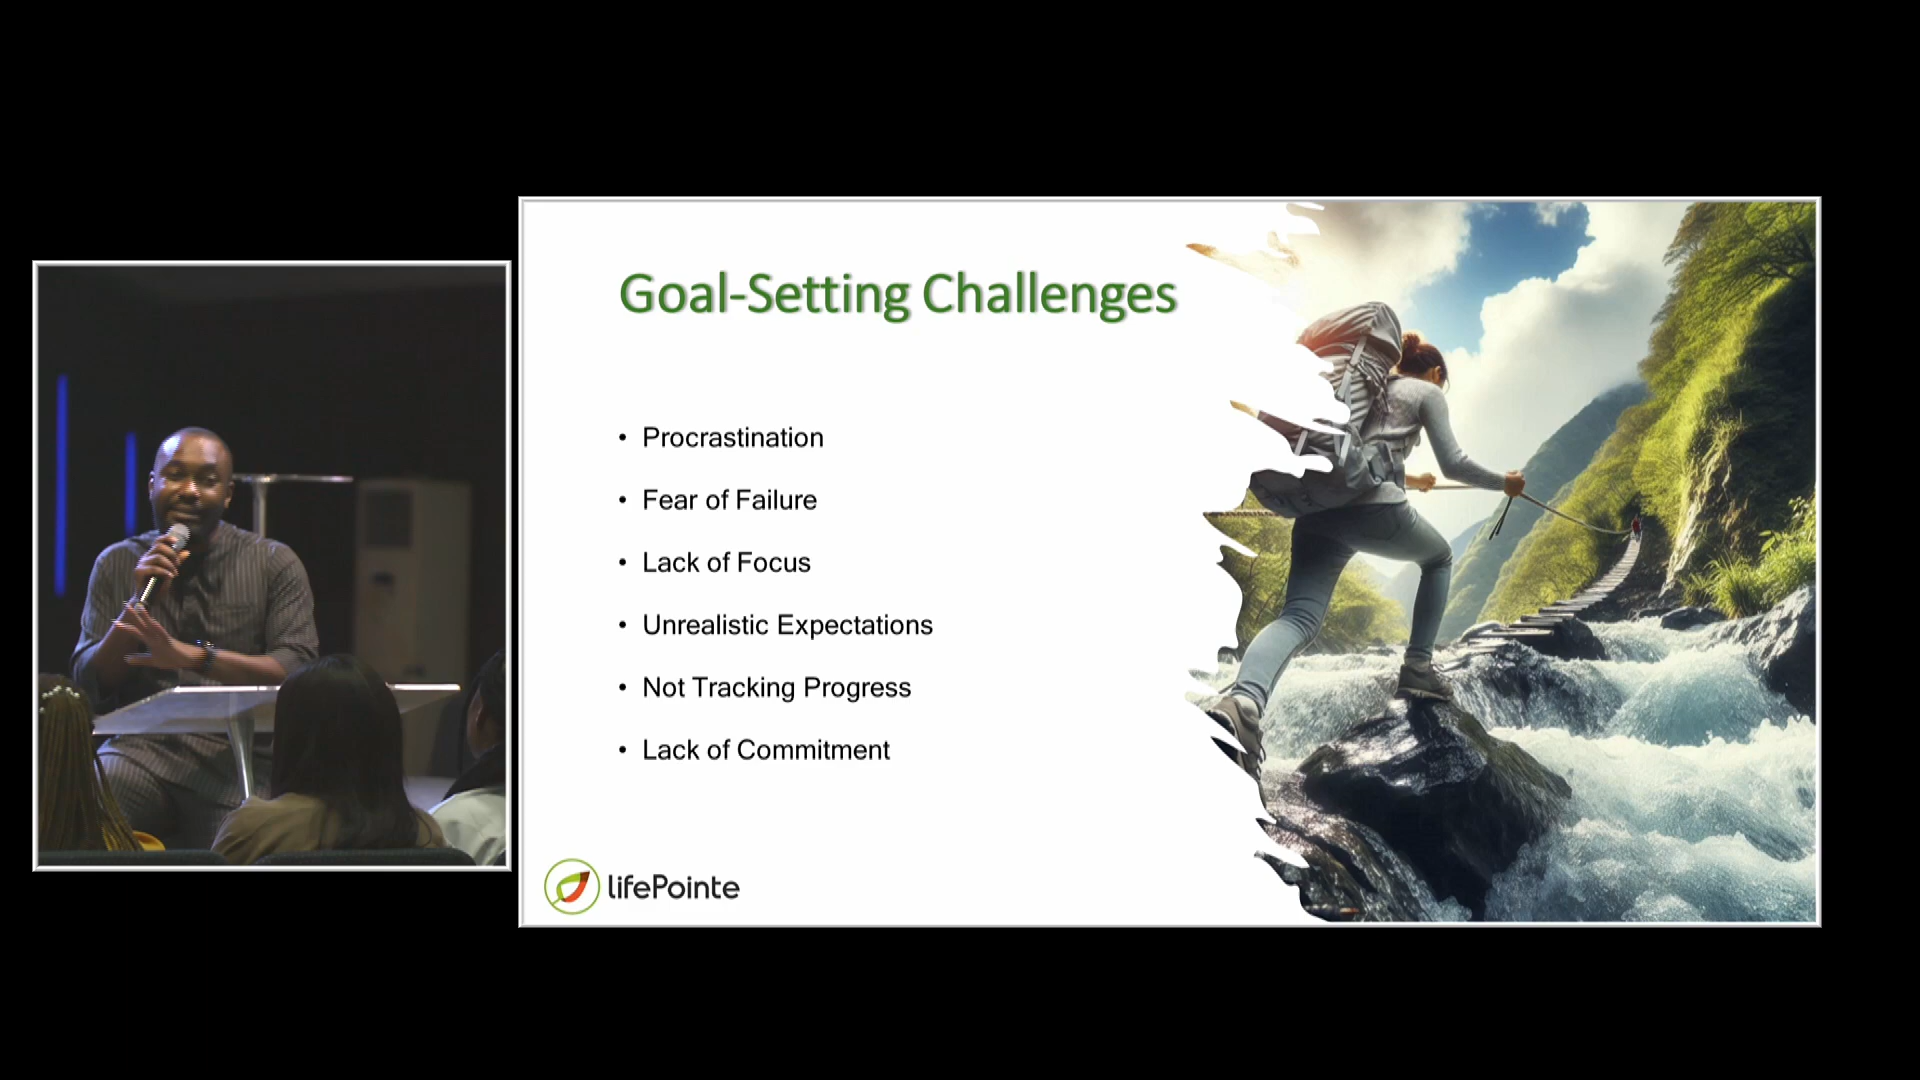 Goal-Setting Challenges
• Procrastination
• Fear of Failure
• Lack of Focus
• Unrealistic Expectations
• Not Tracking Progress
• Lack of Commitment
lifePointe